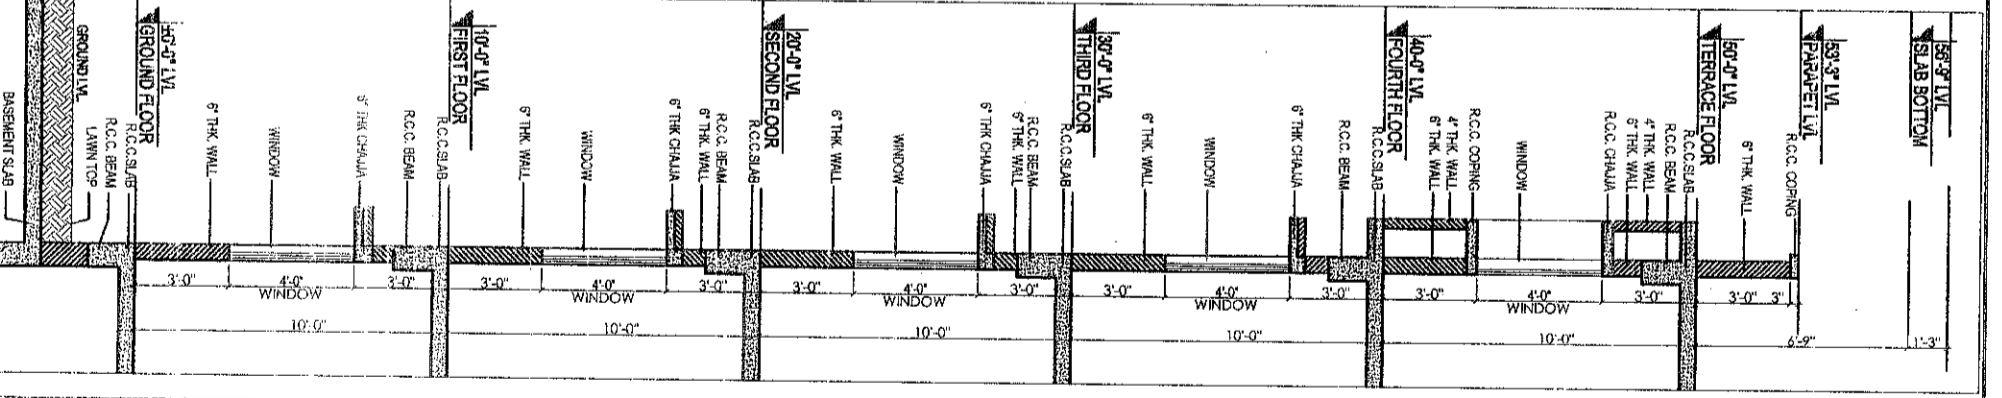 56'-9" LVL
SLAB BOTTOM
53'-3" LVL
PARAPET LVL
50'-0" LVL
TERRACE FLOOR
40'-0" LVL
FOURTH FLOOR
30'-0" LVL
THIRD FLOOR
20'-0" LVL
SECOND FLOOR
10'-0" LVL
FIRST FLOOR
±0'-0" LVL
GROUND FLOOR
GROUND LVL
R.C.C. COPING
6" THK. WALL
R.C.C.SLAB
R.C.C. BEAM
4" THK. WALL
6" THK. WALL
R.C.C. CHAJJA
WINDOW
R.C.C. COPING
4" THK. WALL
6" THK. WALL
R.C.C.SLAB
R.C.C. BEAM
6" THK CHAJJA
WINDOW
6" THK. WALL
R.C.C.SLAB
R.C.C. BEAM
6" THK. WALL
6" THK CHAJJA
WINDOW
6" THK. WALL
R.C.C.SLAB
R.C.C. BEAM
6" THK. WALL
6" THK CHAJJA
WINDOW
6" THK. WALL
R.C.C.SLAB
R.C.C. BEAM
6" THK CHAJJA
WINDOW
6" THK. WALL
R.C.C.SLAB
R.C.C. BEAM
LAWN TOP
BASEMENT SLAB
1'-3"
6'-9"
3"
3'-0"
3'-0"
4'-0"
WINDOW
3'-0"
10'-0"
3'-0"
4'-0"
WINDOW
3'-0"
10'-0"
3'-0"
4'-0"
WINDOW
3'-0"
10'-0"
3'-0"
4'-0"
WINDOW
3'-0"
10'-0"
3'-0"
4'-0"
WINDOW
3'-0"
10'-0"